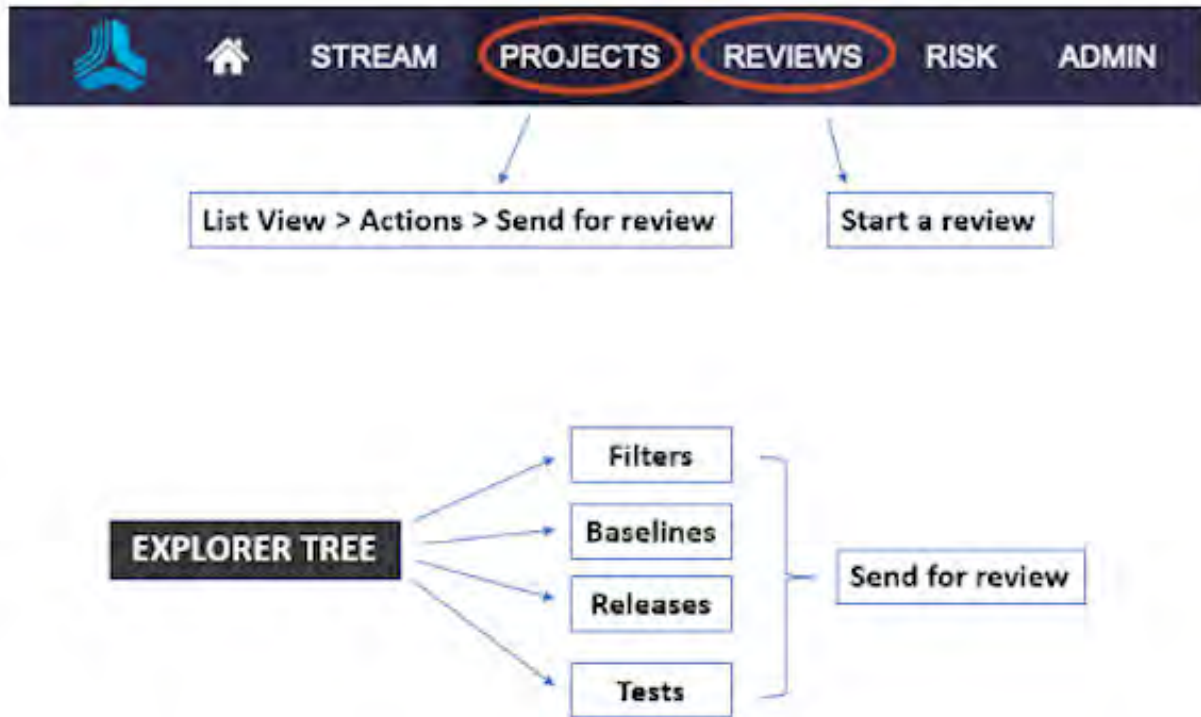 STREAM PROJECTS REVIEWS RISK ADMIN
List View > Actions > Send for review
Start a review
Filters
Baselines
EXPLORER TREE
Send for review
Releases
Tests